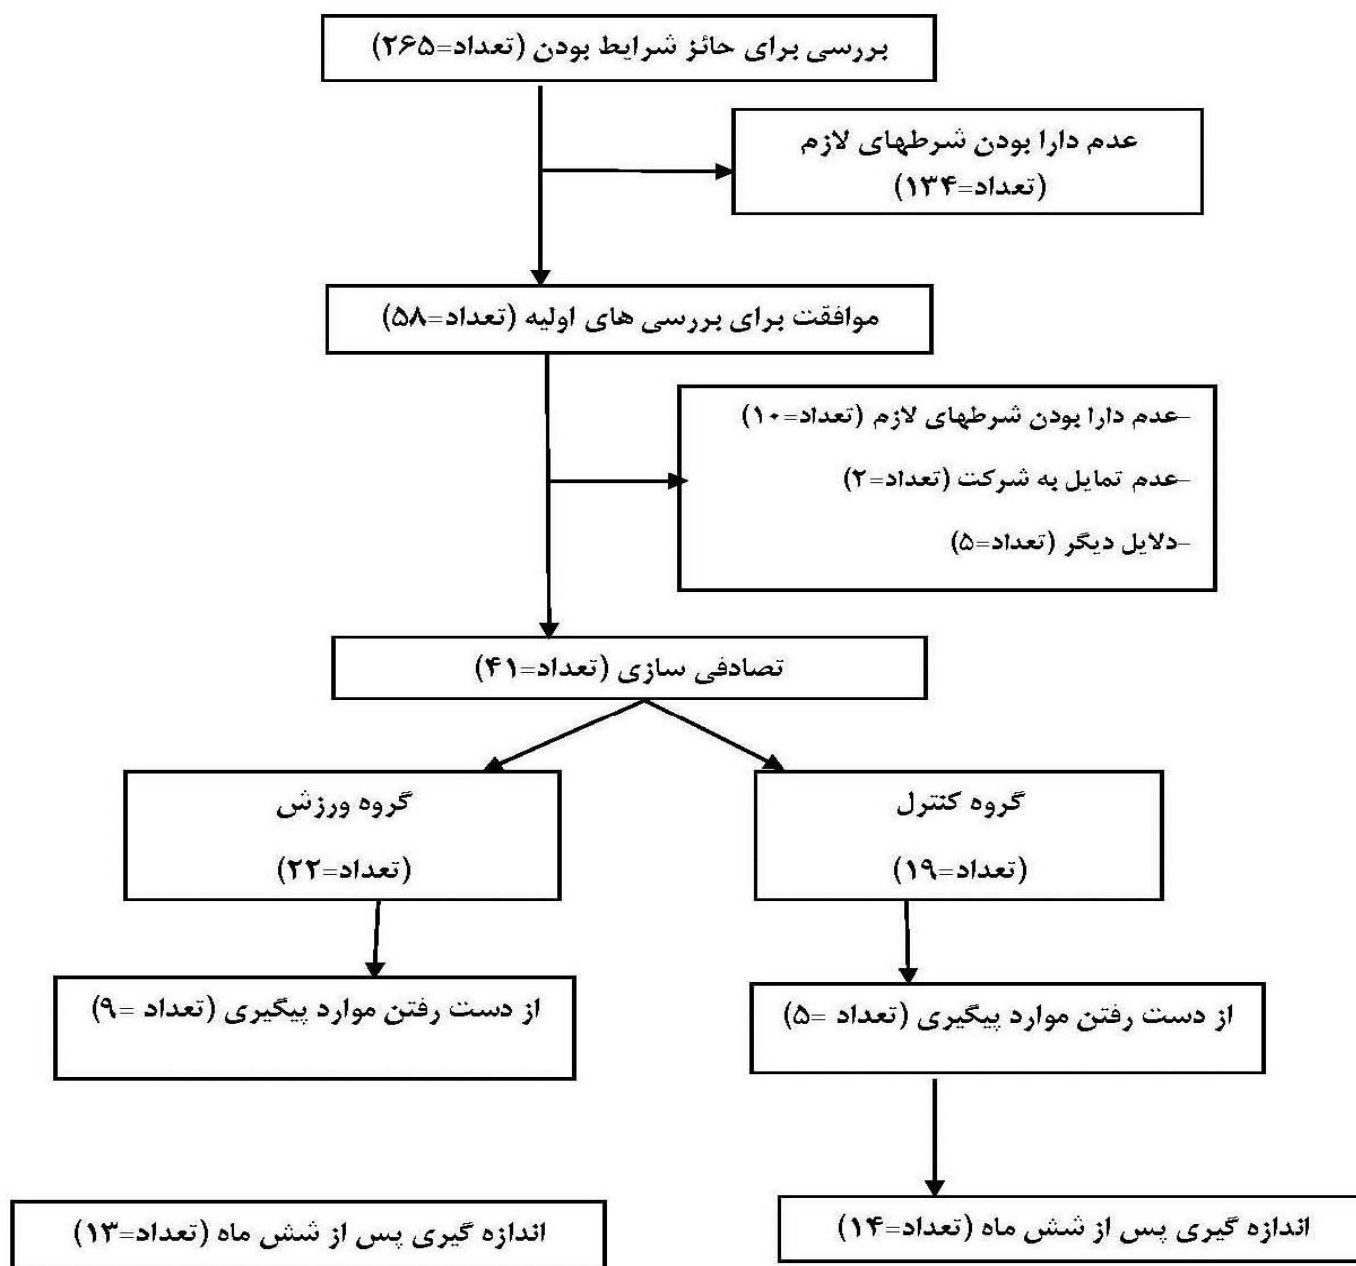 بررسی برای حائز شرایط بودن (تعداد=۲۶۵)
عدم دارا بودن شرطهای لازم
(تعداد=۱۳۴)
موافقت برای بررسی های اولیه (تعداد=۵۸)
-عدم دارا بودن شرطهای لازم (تعداد=۱۰)
-عدم تمایل به شرکت (تعداد=۲)
-دلایل دیگر (تعداد=۵)
تصادفی سازی (تعداد=۴۱)
گروه کنترل
(تعداد=۱۹)
گروه ورزش
(تعداد=۲۲)
از دست رفتن موارد پیگیری (تعداد =۵)
از دست رفتن موارد پیگیری (تعداد =۹)
اندازه گیری پس از شش ماه (تعداد=۱۴)
اندازه گیری پس از شش ماه (تعداد=۱۳)